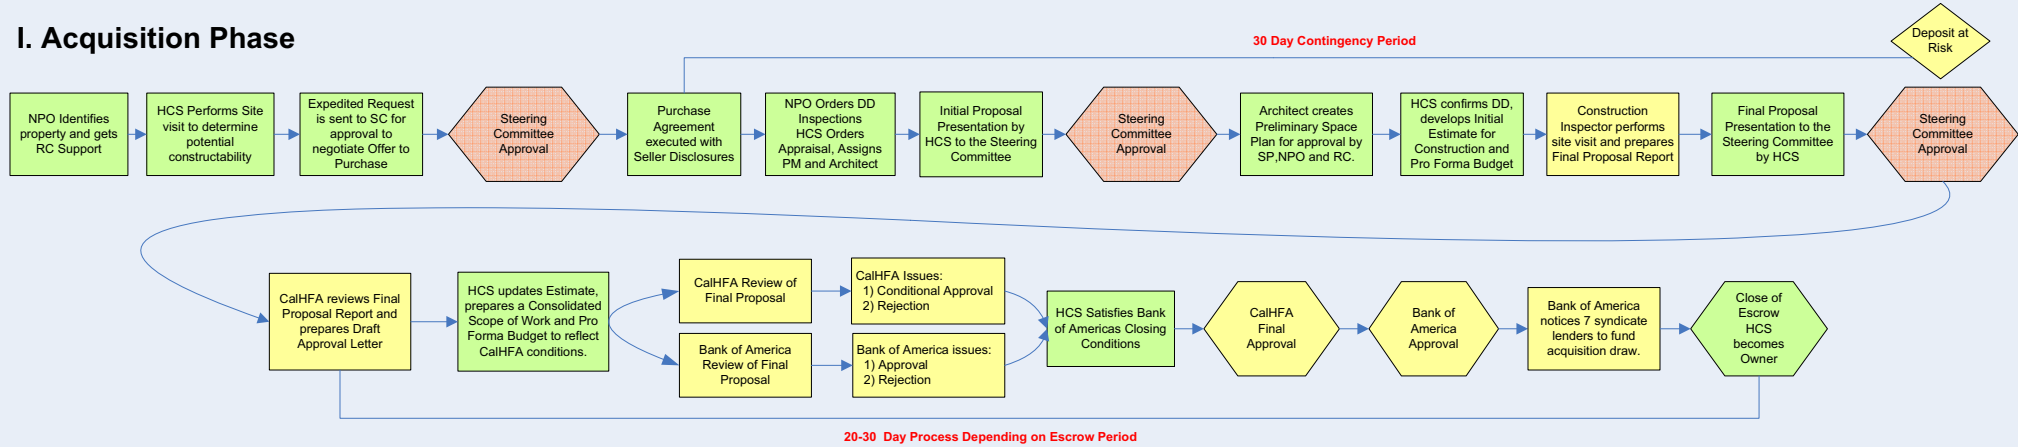 I. Acquisition Phase
30 Day Contingency Period
Deposit at
Risk
NPO Identifies
property and gets
RC Support
HCS Performs Site
visit to determine
potential
constructability
Expedited Request
is sent to SC for
approval to
negotiate Offer to
Purchase
Steering
Committee
Approval
Purchase
Agreement
executed with
Seller Disclosures
NPO Orders DD
Inspections
HCS Orders
Appraisal, Assigns
PM and Architect
Initial Proposal
Presentation by
HCS to the Steering
Committee
Steering
Committee
Approval
Architect creates
Preliminary Space
Plan for approval by
SP,NPO and RC.
HCS confirms DD,
develops Initial
Estimate for
Construction and
Pro Forma Budget
Construction
Inspector performs
site visit and prepares
Final Proposal Report
Final Proposal
Presentation to the
Steering Committee
by HCS
Steering
Committee
Approval
CalHFA reviews Final
Proposal Report and
prepares Draft
Approval Letter
HCS updates Estimate,
prepares a Consolidated
Scope of Work and Pro
Forma Budget to reflect
CalHFA conditions.
CalHFA Review of
Final Proposal
CalHFA Issues:
1) Conditional Approval
2) Rejection
Bank of America
Review of Final
Proposal
Bank of America issues:
1) Approval
2) Rejection
HCS Satisfies Bank
of Americas Closing
Conditions
CalHFA
Final
Approval
Bank of
America
Approval
Bank of America
notices 7 syndicate
lenders to fund
acquisition draw.
Close of
Escrow
HCS
becomes
Owner
20-30 Day Process Depending on Escrow Period